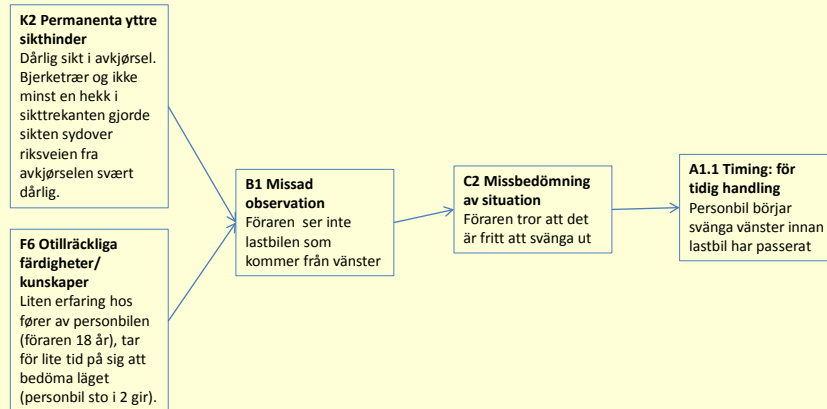 K2 Permanenta yttre
sikthinder
Dårlig sikt i avkjørsel.
Bjerketrær og ikke
minst en hekk i
sikttrekanten gjorde
sikten sydover
riksveien fra
avkjørselen svært
dårlig.
F6 Otillräckliga
färdigheter/
kunskaper
Liten erfaring hos
fører av personbilen
(föraren 18 år), tar
för lite tid på sig att
bedöma läget
(personbil sto i 2 gir).
B1 Missad
observation
Föraren  ser inte
lastbilen som
kommer från vänster
C2 Missbedömning
av situation
Föraren tror att det
är fritt att svänga ut
A1.1 Timing: för
tidig handling
Personbil börjar
svänga vänster innan
lastbil har passerat